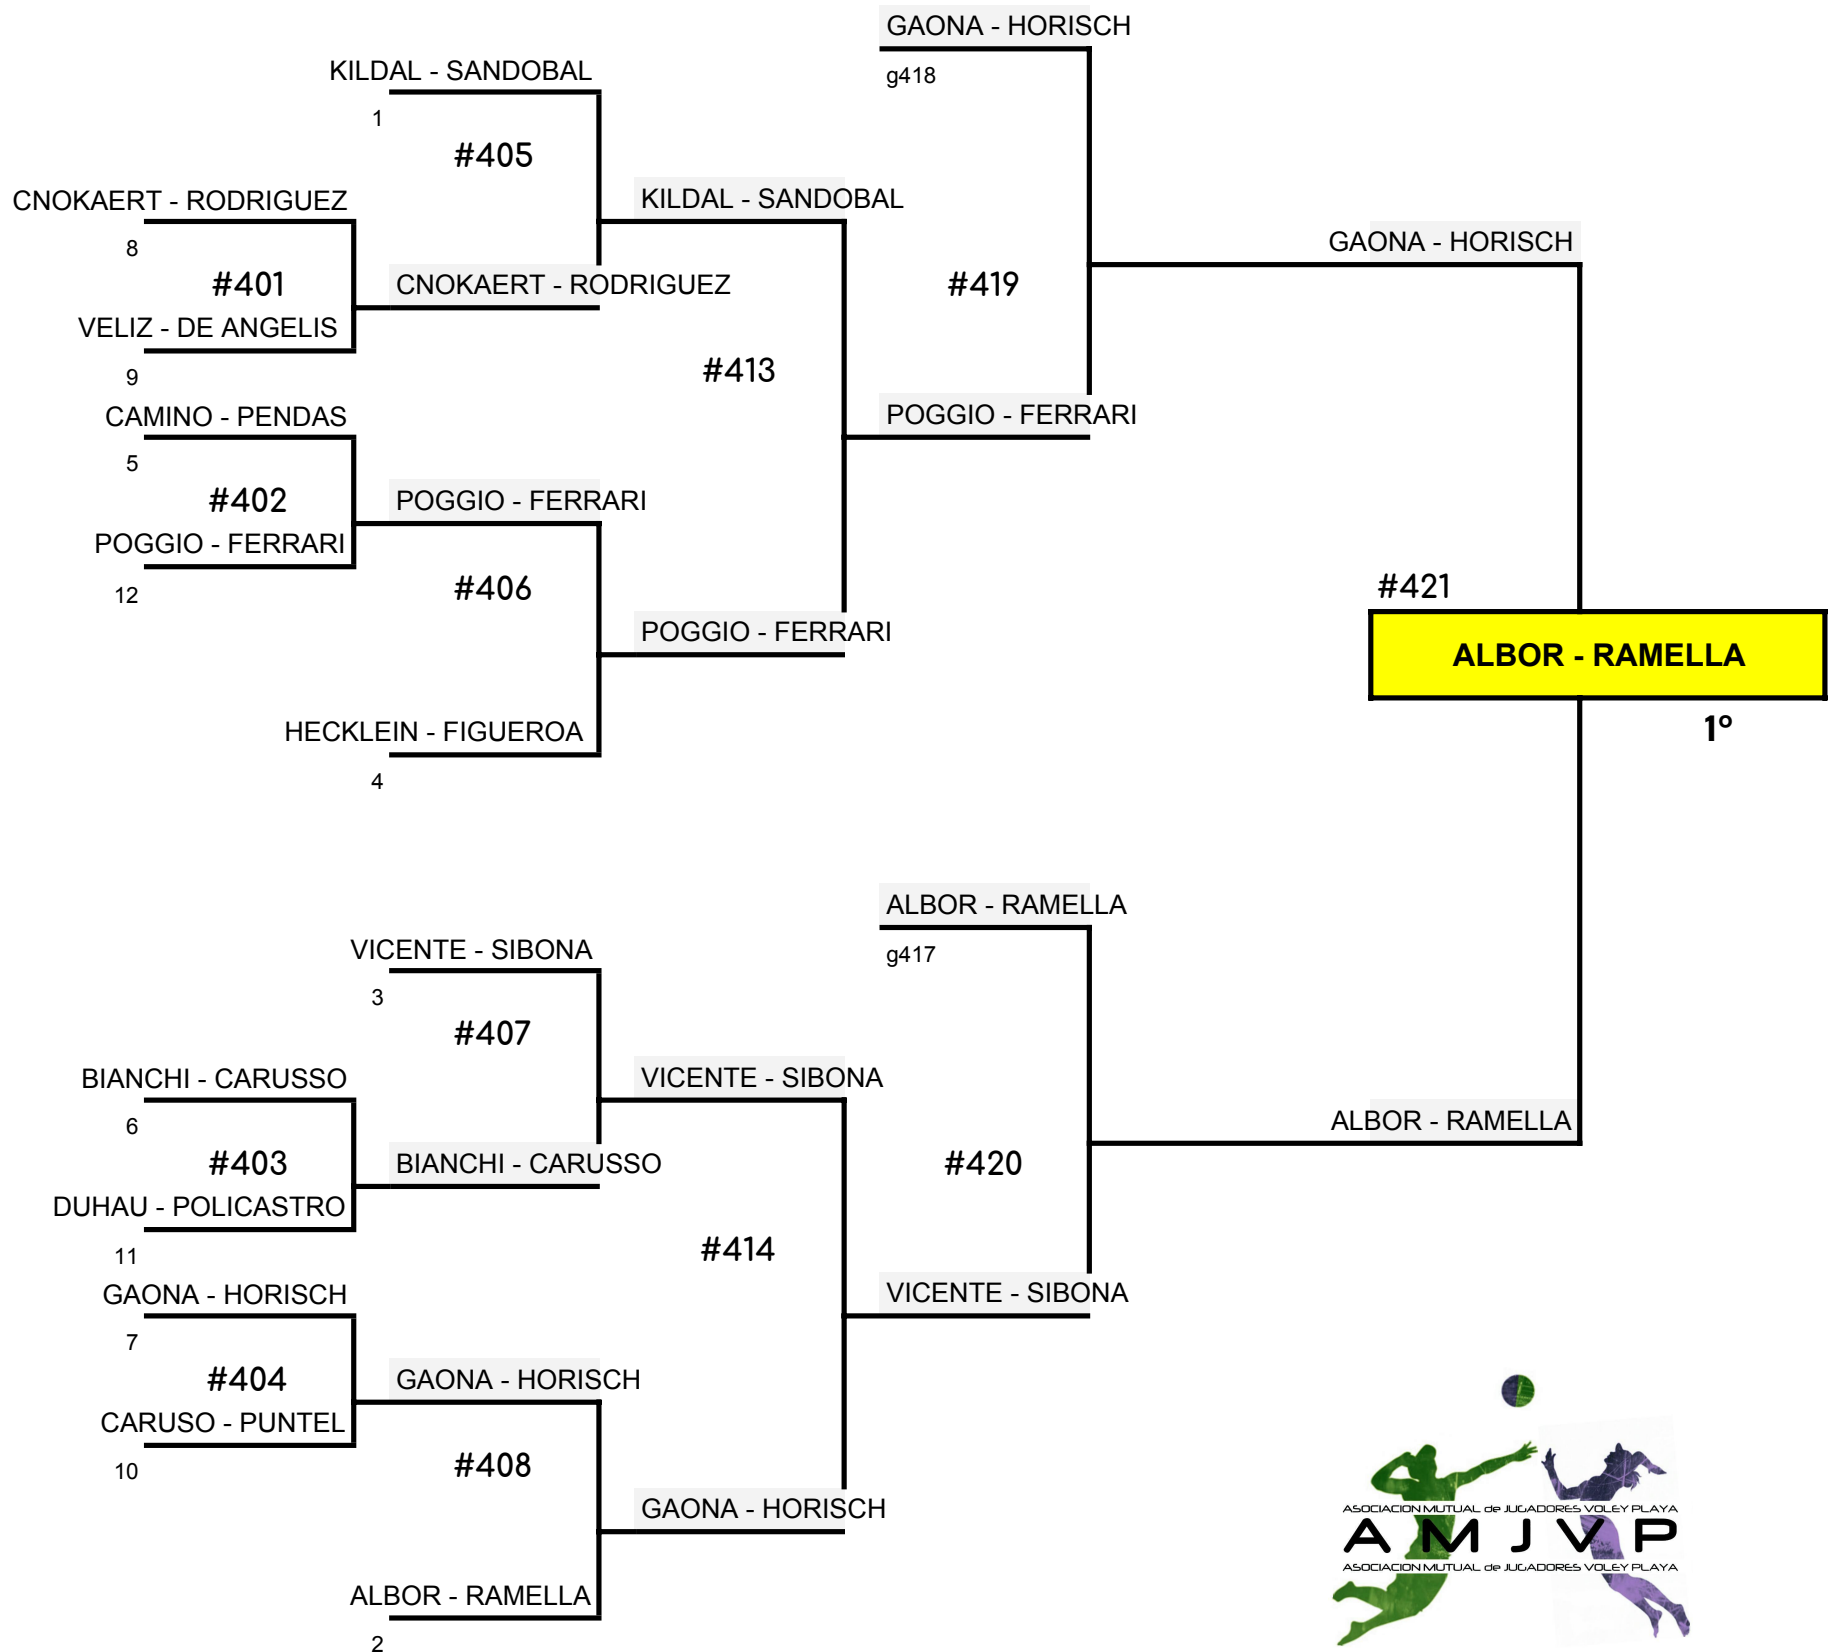 GAONA - HORISCH
g418
KILDAL - SANDOBAL
1
#405
CNOKAERT - RODRIGUEZ
8
KILDAL - SANDOBAL
GAONA - HORISCH
#401
CNOKAERT - RODRIGUEZ
#419
VELIZ - DE ANGELIS
9
#413
CAMINO - PENDAS
5
POGGIO - FERRARI
#402
POGGIO - FERRARI
POGGIO - FERRARI
12
#406
#421
POGGIO - FERRARI
ALBOR - RAMELLA
1º
HECKLEIN - FIGUEROA
4
ALBOR - RAMELLA
g417
VICENTE - SIBONA
3
#407
BIANCHI - CARUSSO
6
VICENTE - SIBONA
ALBOR - RAMELLA
#403
BIANCHI - CARUSSO
#420
DUHAU - POLICASTRO
11
#414
GAONA - HORISCH
7
VICENTE - SIBONA
#404
GAONA - HORISCH
CARUSO - PUNTEL
10
#408
GAONA - HORISCH
ALBOR - RAMELLA
2
ASOCIACION MUTUAL de JUGADORES VOLEY PLAYA
AMJVP
ASOCIACION MUTUAL de JUGADORES VOLEY PLAYA